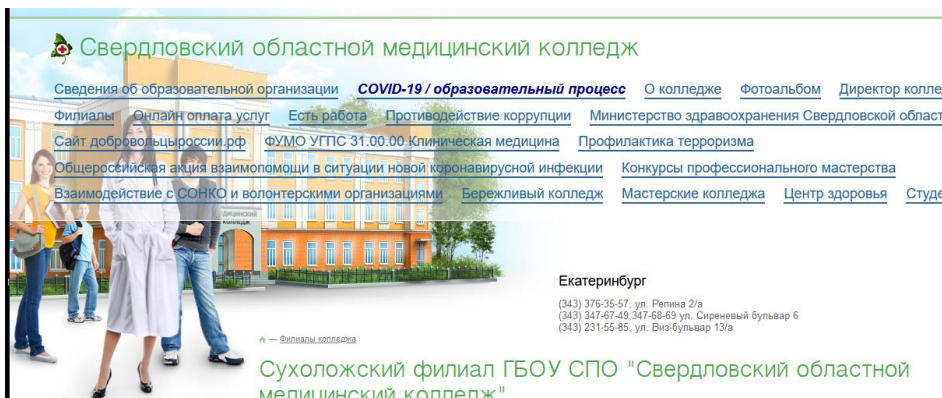 Свердловский областной медицинский колледж
Сведения об образовательной организации COVID-19 / образовательный процесс О колледже Фотоальбом Директор
Филиалы Онлайн оплата услуг Есть работа Противодействие коррупции Министерство здравоохранения Свердловской
Сайт добровольцыроссии.рф ФУМО УГПС 31.00.00 Клиническая медицина Профилактика терроризма
Общероссийская акция взаимопомощи в ситуации новой коронавирусной инфекции Конкурсы профессионального мастерства
Взаимодействие с СОНКО и волонтерскими организациями Бережливый колледж Мастерские колледжа Центр здоровья
колледж
Екатеринбург
(343) 376-35-57, ул. Репина 2/а
(343) 347-67-49,347-68-69 ул. Сиреневый бульвар 6
(343) 231-55-85, ул. Виз-бульвар 13/а
— Филиалы колледжа
Сухоложский филиал ГБОУ СПО "Свердловский областной
медицинский колледж"